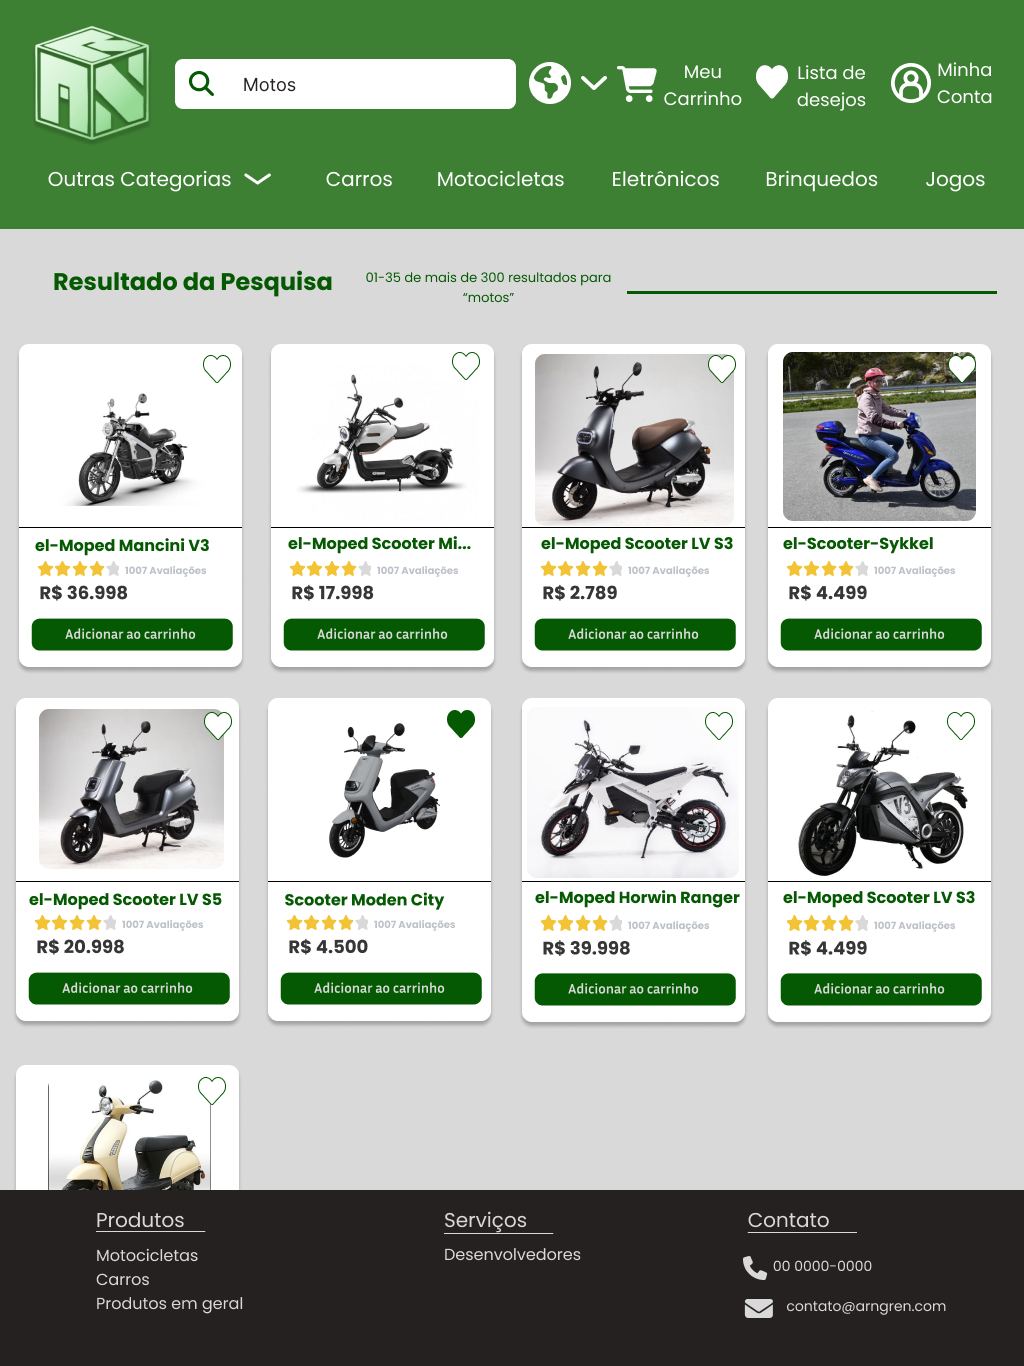 Motos
Meu
Carrinho
Lista de
desejos
Minha
Conta
Outras Categorias
Carros
Motocicletas
Eletrônicos
Brinquedos
Jogos
Resultado da Pesquisa
01-35 de mais de 300 resultados para
“motos”
el-Moped Mancini V3
1007 Avaliações
R$ 36.998
Adicionar ao carrinho
el-Moped Scooter Mi...
1007 Avaliações
R$ 17.998
Adicionar ao carrinho
el-Moped Scooter LV S3
1007 Avaliações
R$ 2.789
Adicionar ao carrinho
el-Scooter-Sykkel
1007 Avaliações
R$ 4.499
Adicionar ao carrinho
el-Moped Scooter LV S5
1007 Avaliações
R$ 20.998
Adicionar ao carrinho
Scooter Moden City
1007 Avaliações
R$ 4.500
Adicionar ao carrinho
el-Moped Horwin Ranger
1007 Avaliações
R$ 39.998
Adicionar ao carrinho
el-Moped Scooter LV S3
1007 Avaliações
R$ 4.499
Adicionar ao carrinho
Produtos
Motocicletas
Carros
Produtos em geral
Serviços
Desenvolvedores
Contato
00 0000-0000
contato@arngren.com